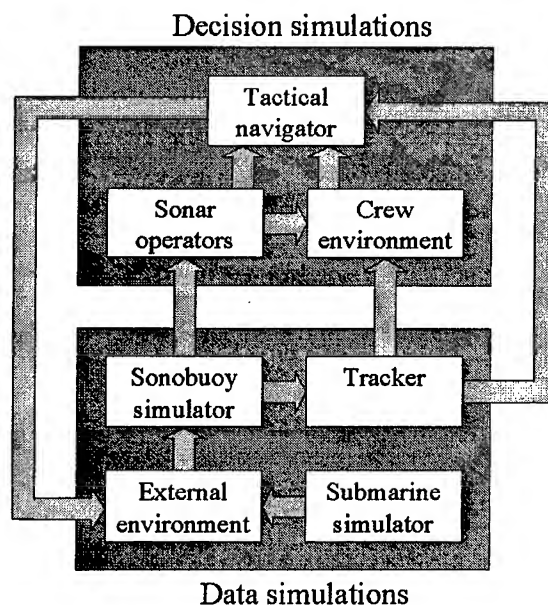 Decision simulations
Tactical
navigator
Sonar
operators
Crew
environment
Sonobuoy
simulator
Tracker
External
environment
Submarine
simulator
Data simulations